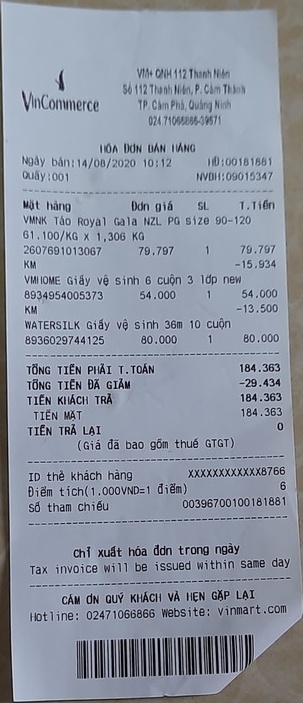 VinCommerce
VM+ QNH 112 Thanh Niên
Số 112 Thanh Niên, P. Cẩm Thành
TP. Cẩm Phả, Quảng Ninh
024.71066866-39571
HÓA ĐƠN BÁN HÀNG
Ngày bán:14/08/2020 10:12 HĐ:00181881
Quầy:001 NVBH:09015347
Mặt hàng Đơn giá SL T.Tiền
VMNK Táo Royal Gala NZL PG size 90-120
61.100/KG x 1,306 KG
2607691013067 79.797 1 79.797
KM -15.934
VMHOME Giấy vệ sinh 6 cuộn 3 lớp new
8934954005373 54.000 1 54.000
KM -13.500
WATERSILK Giấy vệ sinh 36m 10 cuộn
8936029744125 80.000 1 80.000
TỔNG TIỀN PHẢI T.TOÁN 184.363
TỔNG TIỀN ĐÃ GIẢM -29.434
TIỀN KHÁCH TRẢ 184.363
TIỀN MẶT 184.363
TIỀN TRẢ LẠI 0
(Giá đã bao gồm thuế GTGT)
ID thẻ khách hàng XXXXXXXXXXXX8766
Điểm tích(1.000VND=1 điểm) 6
Số tham chiếu 00396700100181881
Chỉ xuất hóa đơn trong ngày
Tax invoice will be issued within same day
CẢM ƠN QUÝ KHÁCH VÀ HẸN GẶP LẠI
Hotline: 02471066866 Website: vinmart.com